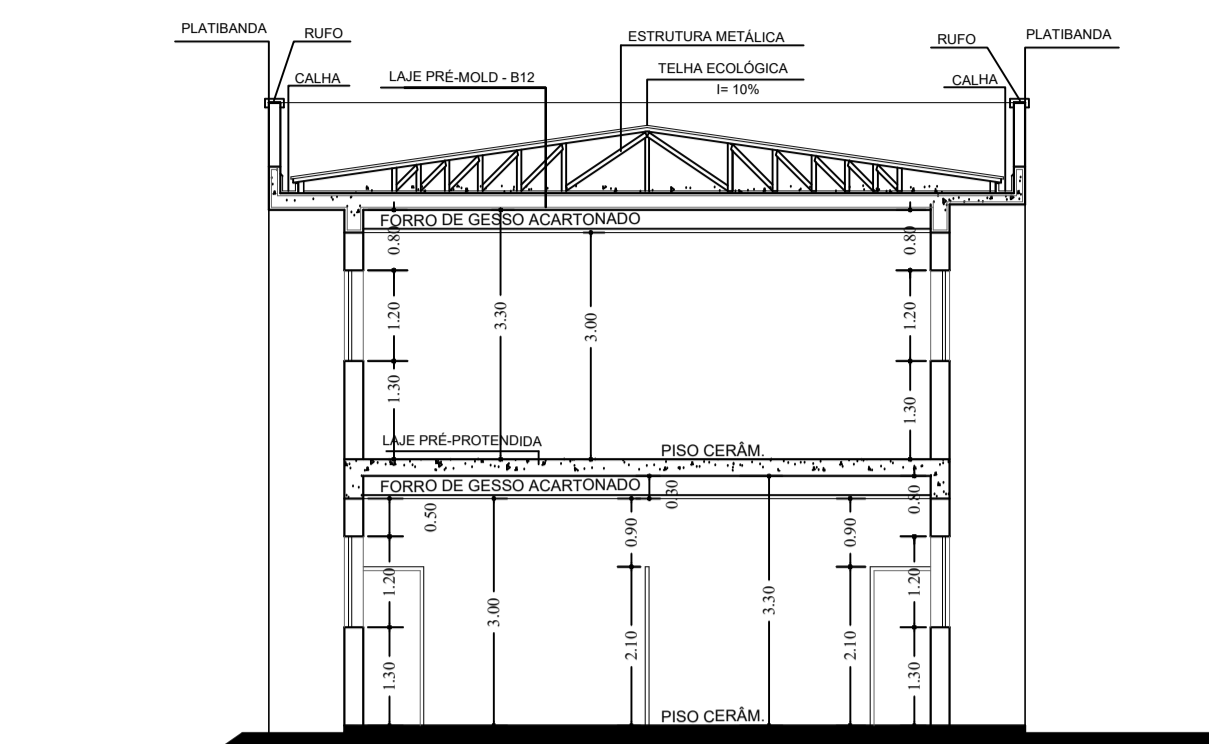 PLATIBANDA
RUFO
ESTRUTURA METÁLICA
RUFO
PLATIBANDA
CALHA
LAJE PRÉ-MOLD - B12
TELHA ECOLÓGICA
CALHA
I= 10%
FORRO DE GESSO ACARTONADO
0.80
0.80
1.20
3.30
3.00
1.20
1.30
1.30
LAJE PRÉ-PROTENDIDA
PISO CERÂM.
FORRO DE GESSO ACARTONADO
0.30
0.80
0.50
0.90
0.90
1.20
3.00
3.30
1.20
2.10
2.10
1.30
1.30
PISO CERÂM.